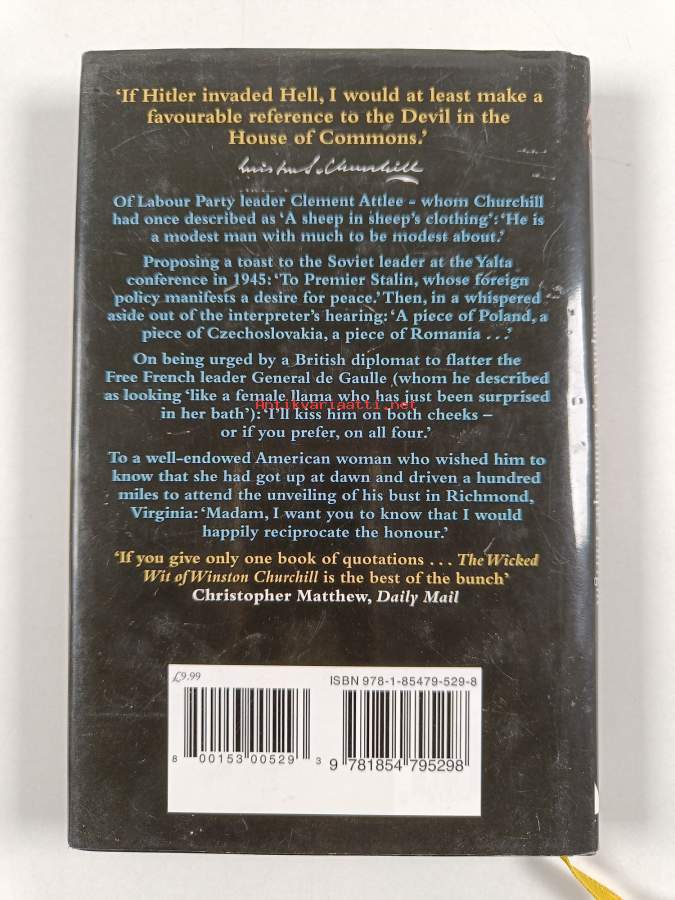 ‘If Hitler invaded Hell, I would at least make a
favourable reference to the Devil in the
House of Commons.’
Winston S. Churchill
Of Labour Party leader Clement Attlee – whom Churchill
had once described as ‘A sheep in sheep’s clothing’: ‘He is
a modest man with much to be modest about.’
Proposing a toast to the Soviet leader at the Yalta
conference in 1945: ‘To Premier Stalin, whose foreign
policy manifests a desire for peace.’ Then, in a whispered
aside out of the interpreter’s hearing: ‘A piece of Poland, a
piece of Czechoslovakia, a piece of Romania . . .’
On being urged by a British diplomat to flatter the
Free French leader General de Gaulle (whom he described
as looking ‘like a female llama who has just been surprised
Antikvariaatti.net
in her bath’): ‘I’ll kiss him on both cheeks –
or if you prefer, on all four.’
To a well-endowed American woman who wished him to
know that she had got up at dawn and driven a hundred
miles to attend the unveiling of his bust in Richmond,
Virginia: ‘Madam, I want you to know that I would
happily reciprocate the honour.’
‘If you give only one book of quotations . . . The Wicked
Wit of Winston Churchill is the best of the bunch’
Christopher Matthew, Daily Mail
£9.99
ISBN 978-1-85479-529-8
8 00153 00529 3
9 781854 795298